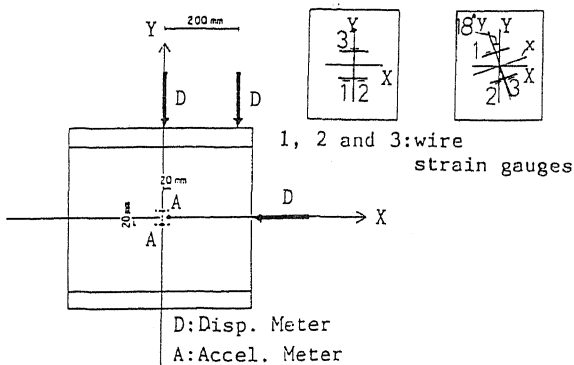 200 mm
Y
D
D
20 mm
A
20 mm
A
D
X
D:Disp. Meter
A:Accel. Meter
Y
3
X
1 2
18° y Y
1
x
X
2 3
1, 2 and 3:wire
strain gauges